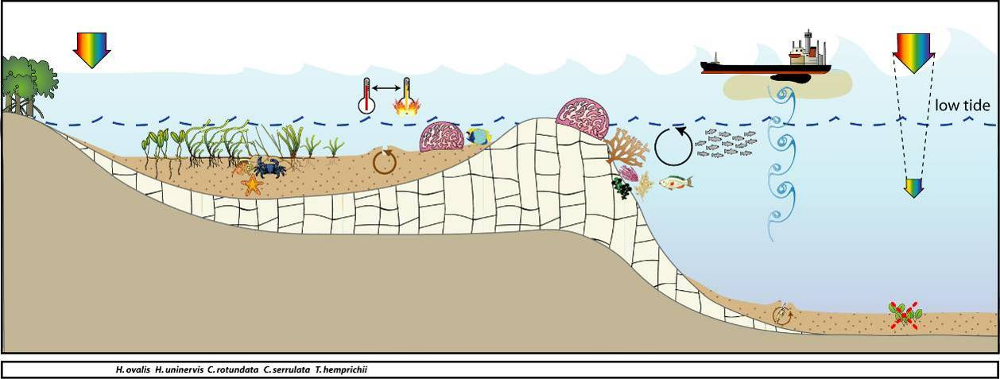 low tide
H. ovalis H. uninervis C. rotundata C. serrulata T. hemprichii